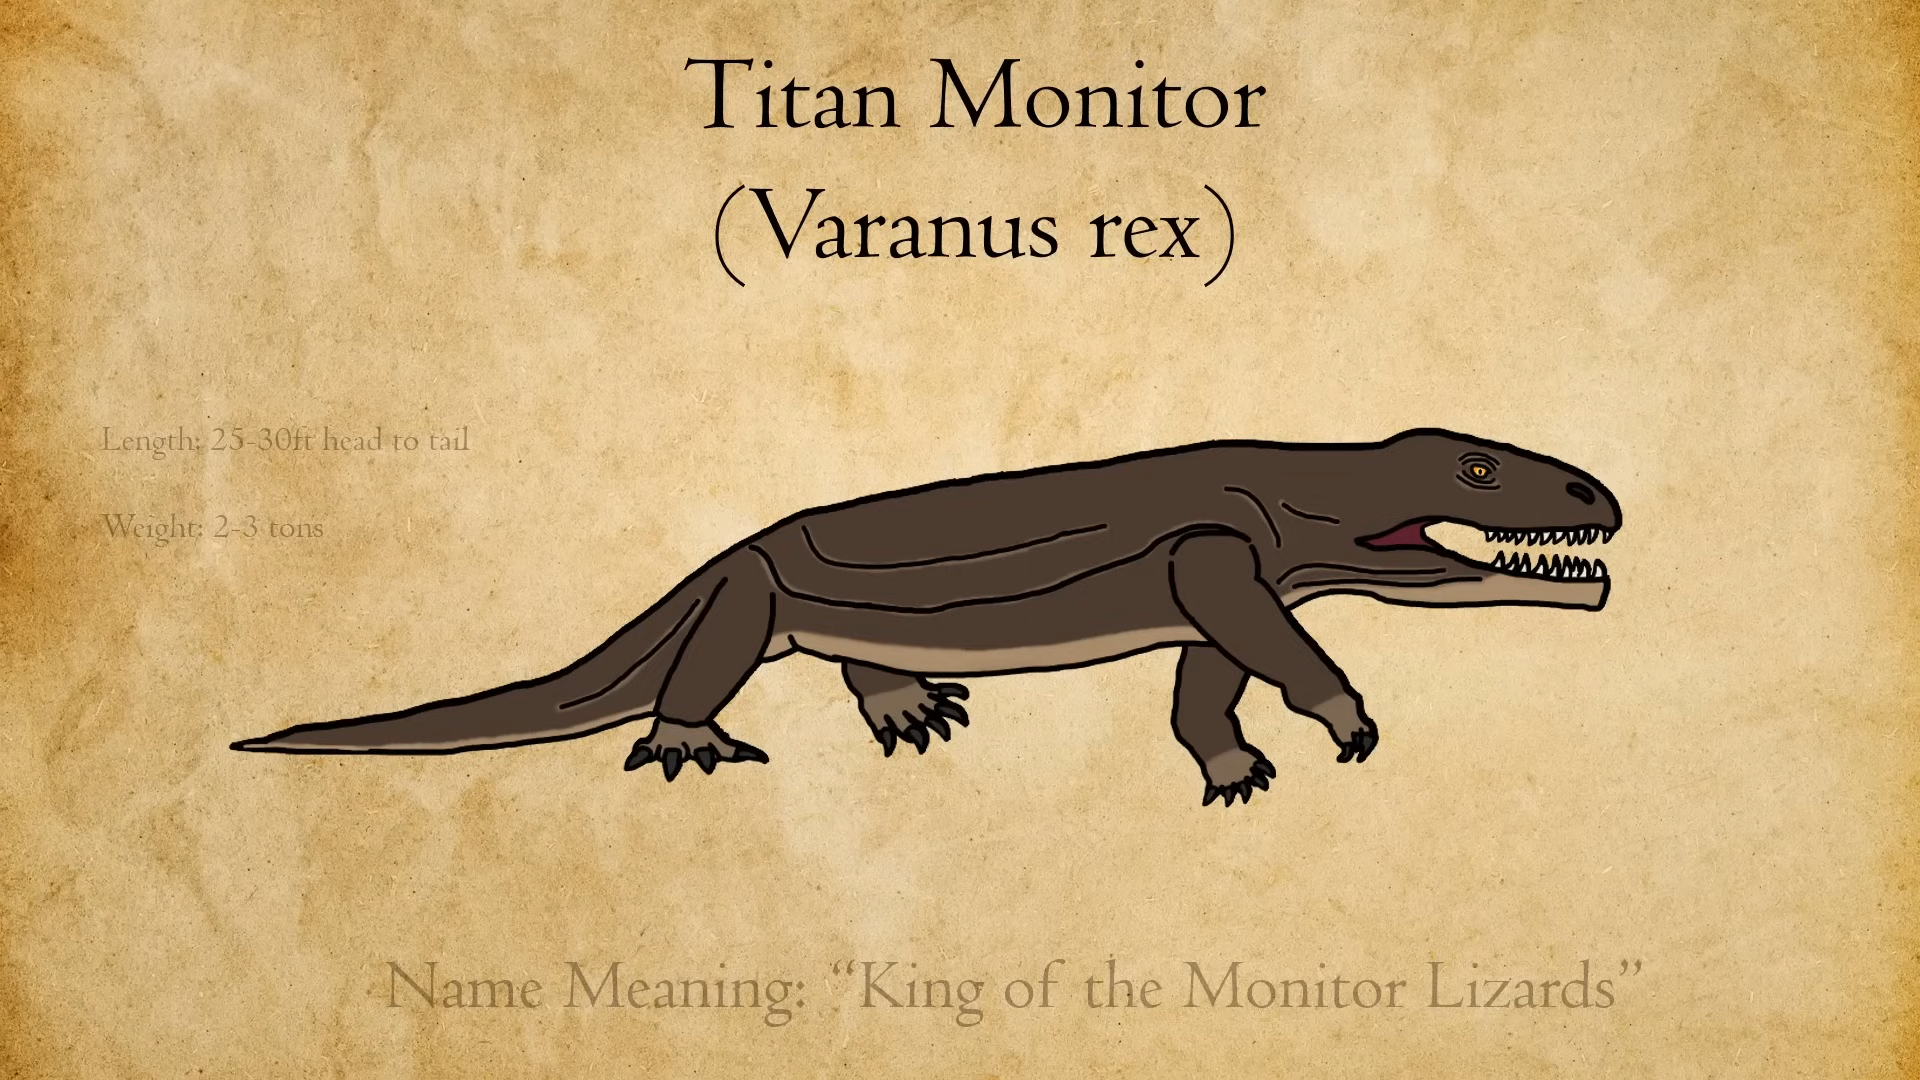 Titan Monitor
(Varanus rex)
Length: 25-30ft head to tail
Weight: 2-3 tons
Name Meaning: “King of the Monitor Lizards”